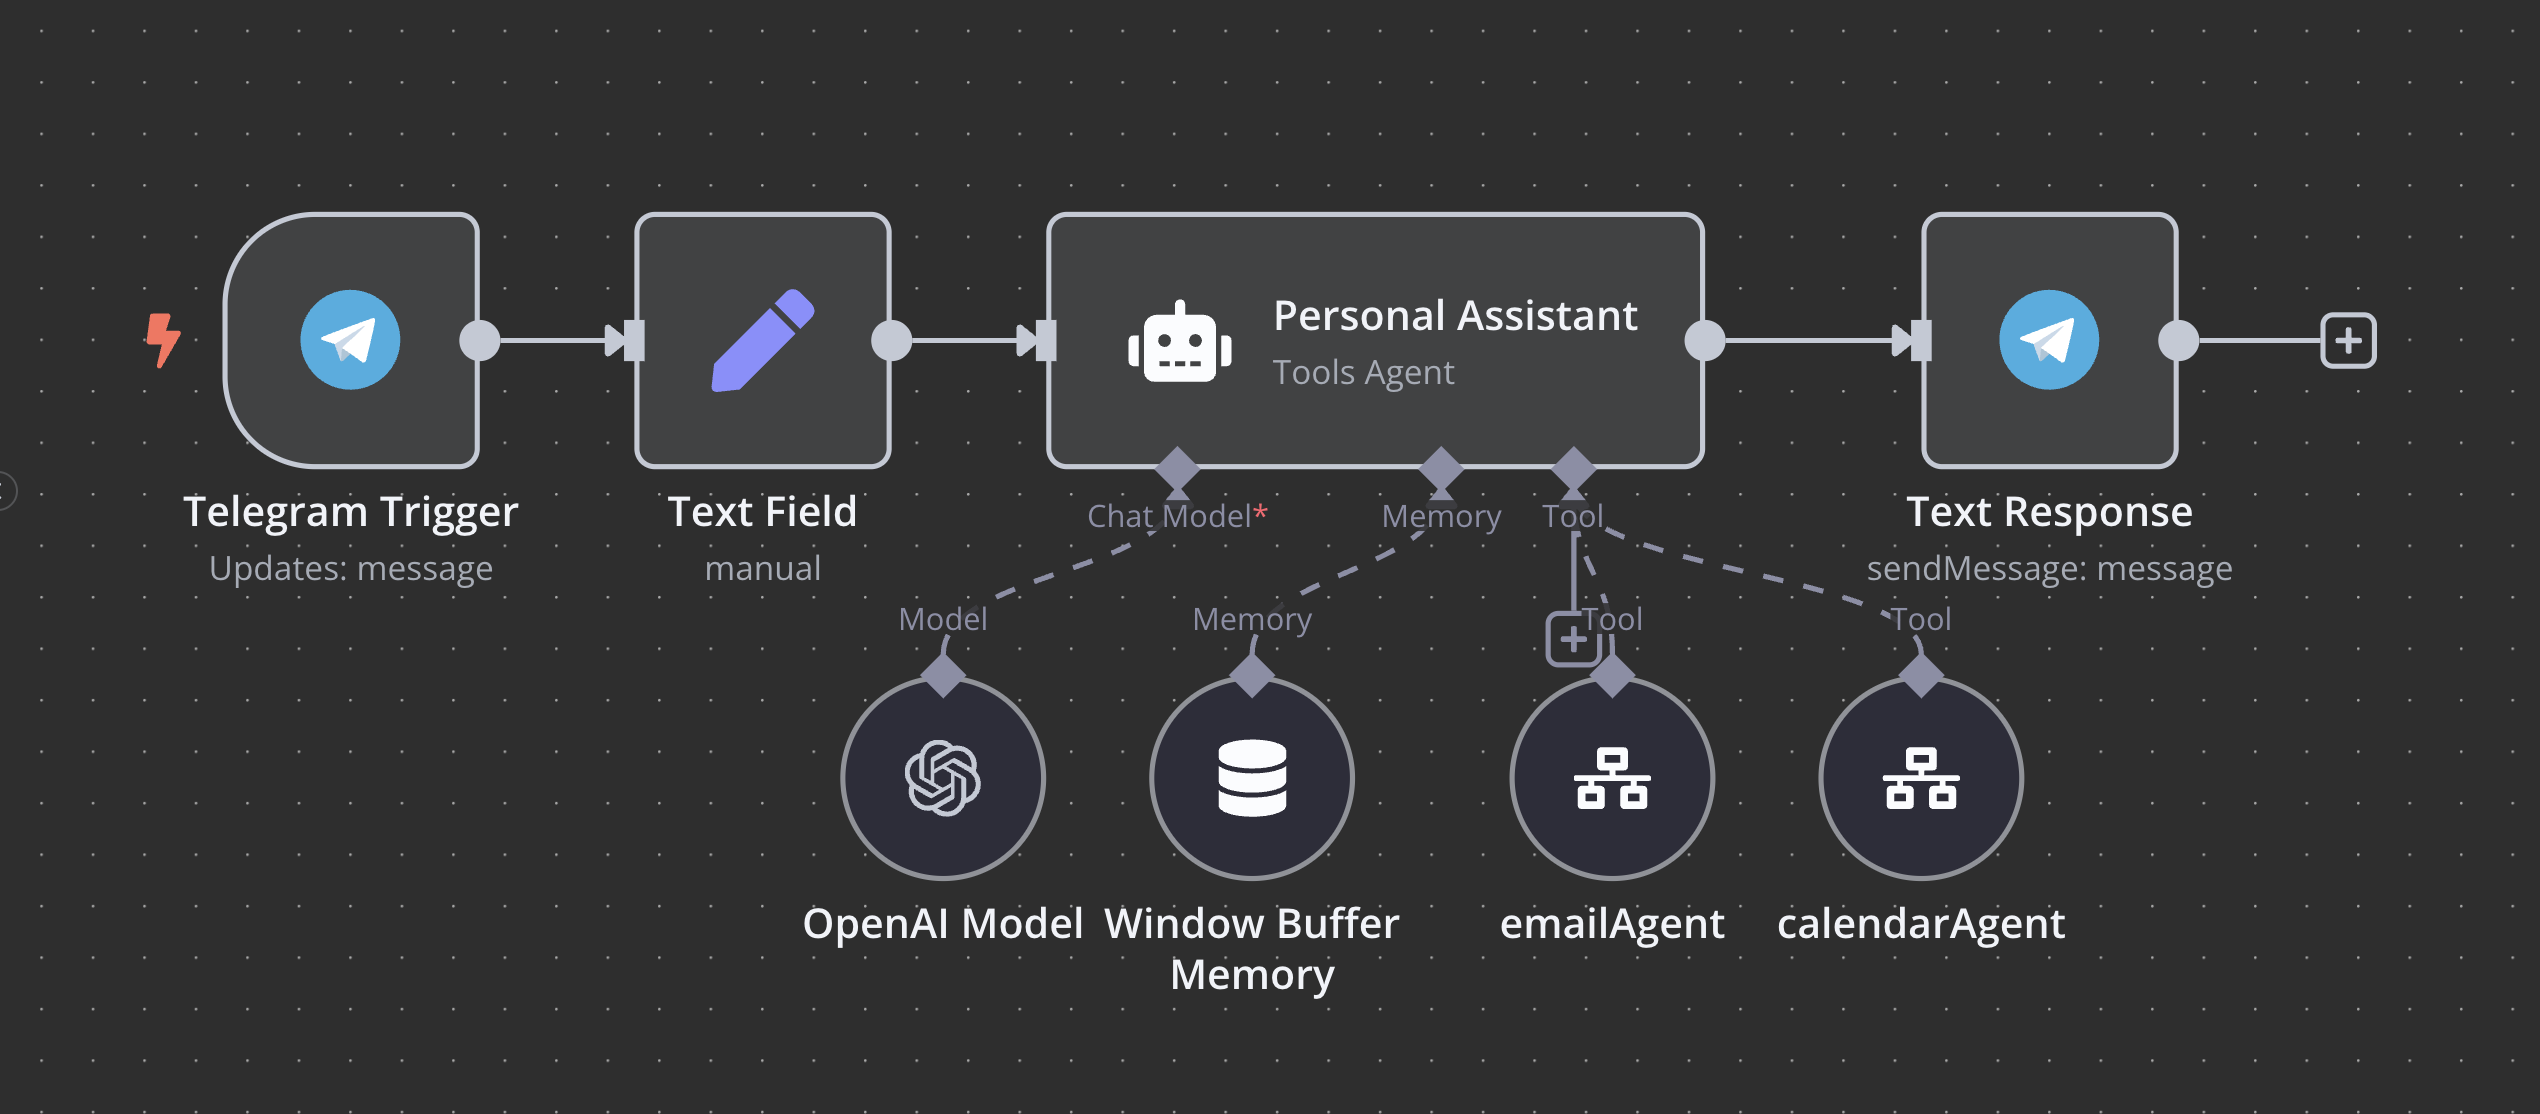 Personal Assistant
Tools Agent
Telegram Trigger
Updates: message
Text Field
manual
Chat Model*
Memory
Tool
Text Response
sendMessage: message
Model
Memory
Tool
Tool
OpenAI Model
Window Buffer
Memory
emailAgent
calendarAgent